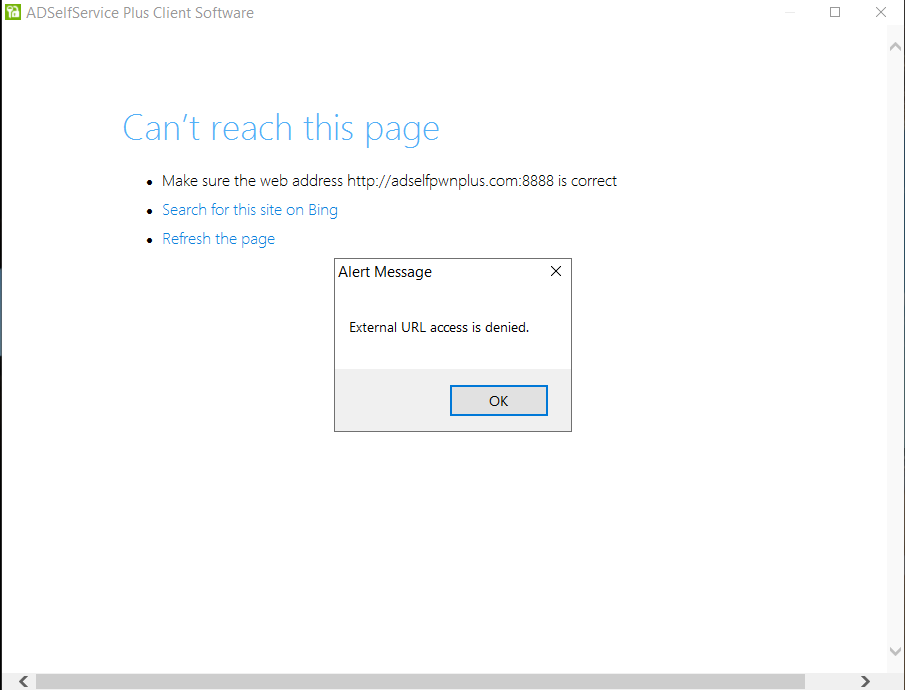 ADSelfService Plus Client Software
Can't reach this page
Make sure the web address http://adselfpwnplus.com:8888 is correct
Search for this site on Bing
Refresh the page
Alert Message
External URL access is denied.
OK